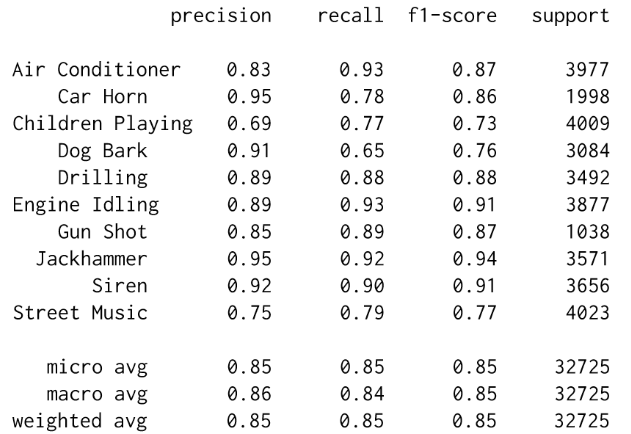 precision recall f1-score support
Air Conditioner 0.83 0.93 0.87 3977
Car Horn 0.95 0.78 0.86 1998
Children Playing 0.69 0.77 0.73 4009
Dog Bark 0.91 0.65 0.76 3084
Drilling 0.89 0.88 0.88 3492
Engine Idling 0.89 0.93 0.91 3877
Gun Shot 0.85 0.89 0.87 1038
Jackhammer 0.95 0.92 0.94 3571
Siren 0.92 0.90 0.91 3656
Street Music 0.75 0.79 0.77 4023
micro avg 0.85 0.85 0.85 32725
macro avg 0.86 0.84 0.85 32725
weighted avg 0.85 0.85 0.85 32725